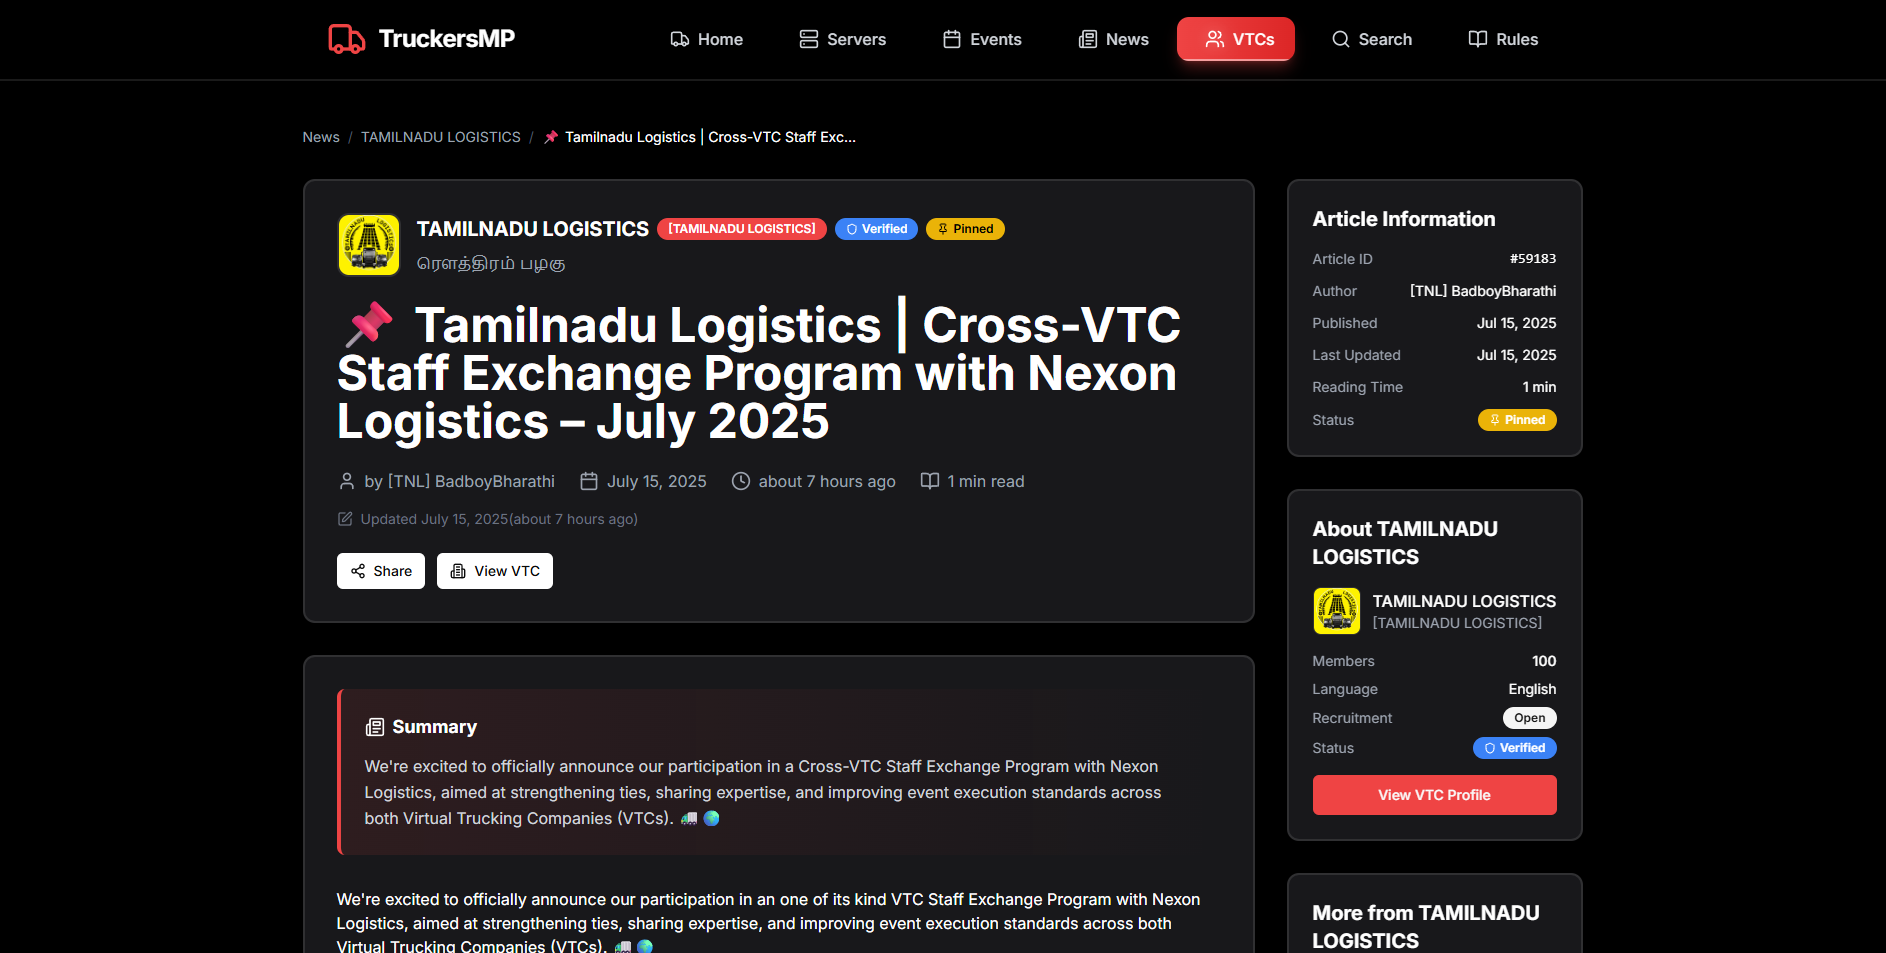 TruckersMP
Home
Servers
Events
News
VTCs
Search
Rules
News / TAMILNADU LOGISTICS / 📌 Tamilnadu Logistics | Cross-VTC Staff Exc...
TAMILNADU LOGISTICS [TAMILNADU LOGISTICS] Verified Pinned
ரௌத்திரம் பழகு
📌 Tamilnadu Logistics | Cross-VTC
Staff Exchange Program with Nexon
Logistics – July 2025
by [TNL] BadboyBharathi July 15, 2025 about 7 hours ago 1 min read
Updated July 15, 2025(about 7 hours ago)
Share
View VTC
Summary
We're excited to officially announce our participation in a Cross-VTC Staff Exchange Program with Nexon
Logistics, aimed at strengthening ties, sharing expertise, and improving event execution standards across
both Virtual Trucking Companies (VTCs). 🚛 🌍
We're excited to officially announce our participation in an one of its kind VTC Staff Exchange Program with Nexon
Logistics, aimed at strengthening ties, sharing expertise, and improving event execution standards across both
Virtual Trucking Companies (VTCs). 🚛 🌍
Article Information
Article ID #59183
Author [TNL] BadboyBharathi
Published Jul 15, 2025
Last Updated Jul 15, 2025
Reading Time 1 min
Status Pinned
About TAMILNADU
LOGISTICS
TAMILNADU LOGISTICS
[TAMILNADU LOGISTICS]
Members 100
Language English
Recruitment Open
Status Verified
View VTC Profile
More from TAMILNADU
LOGISTICS